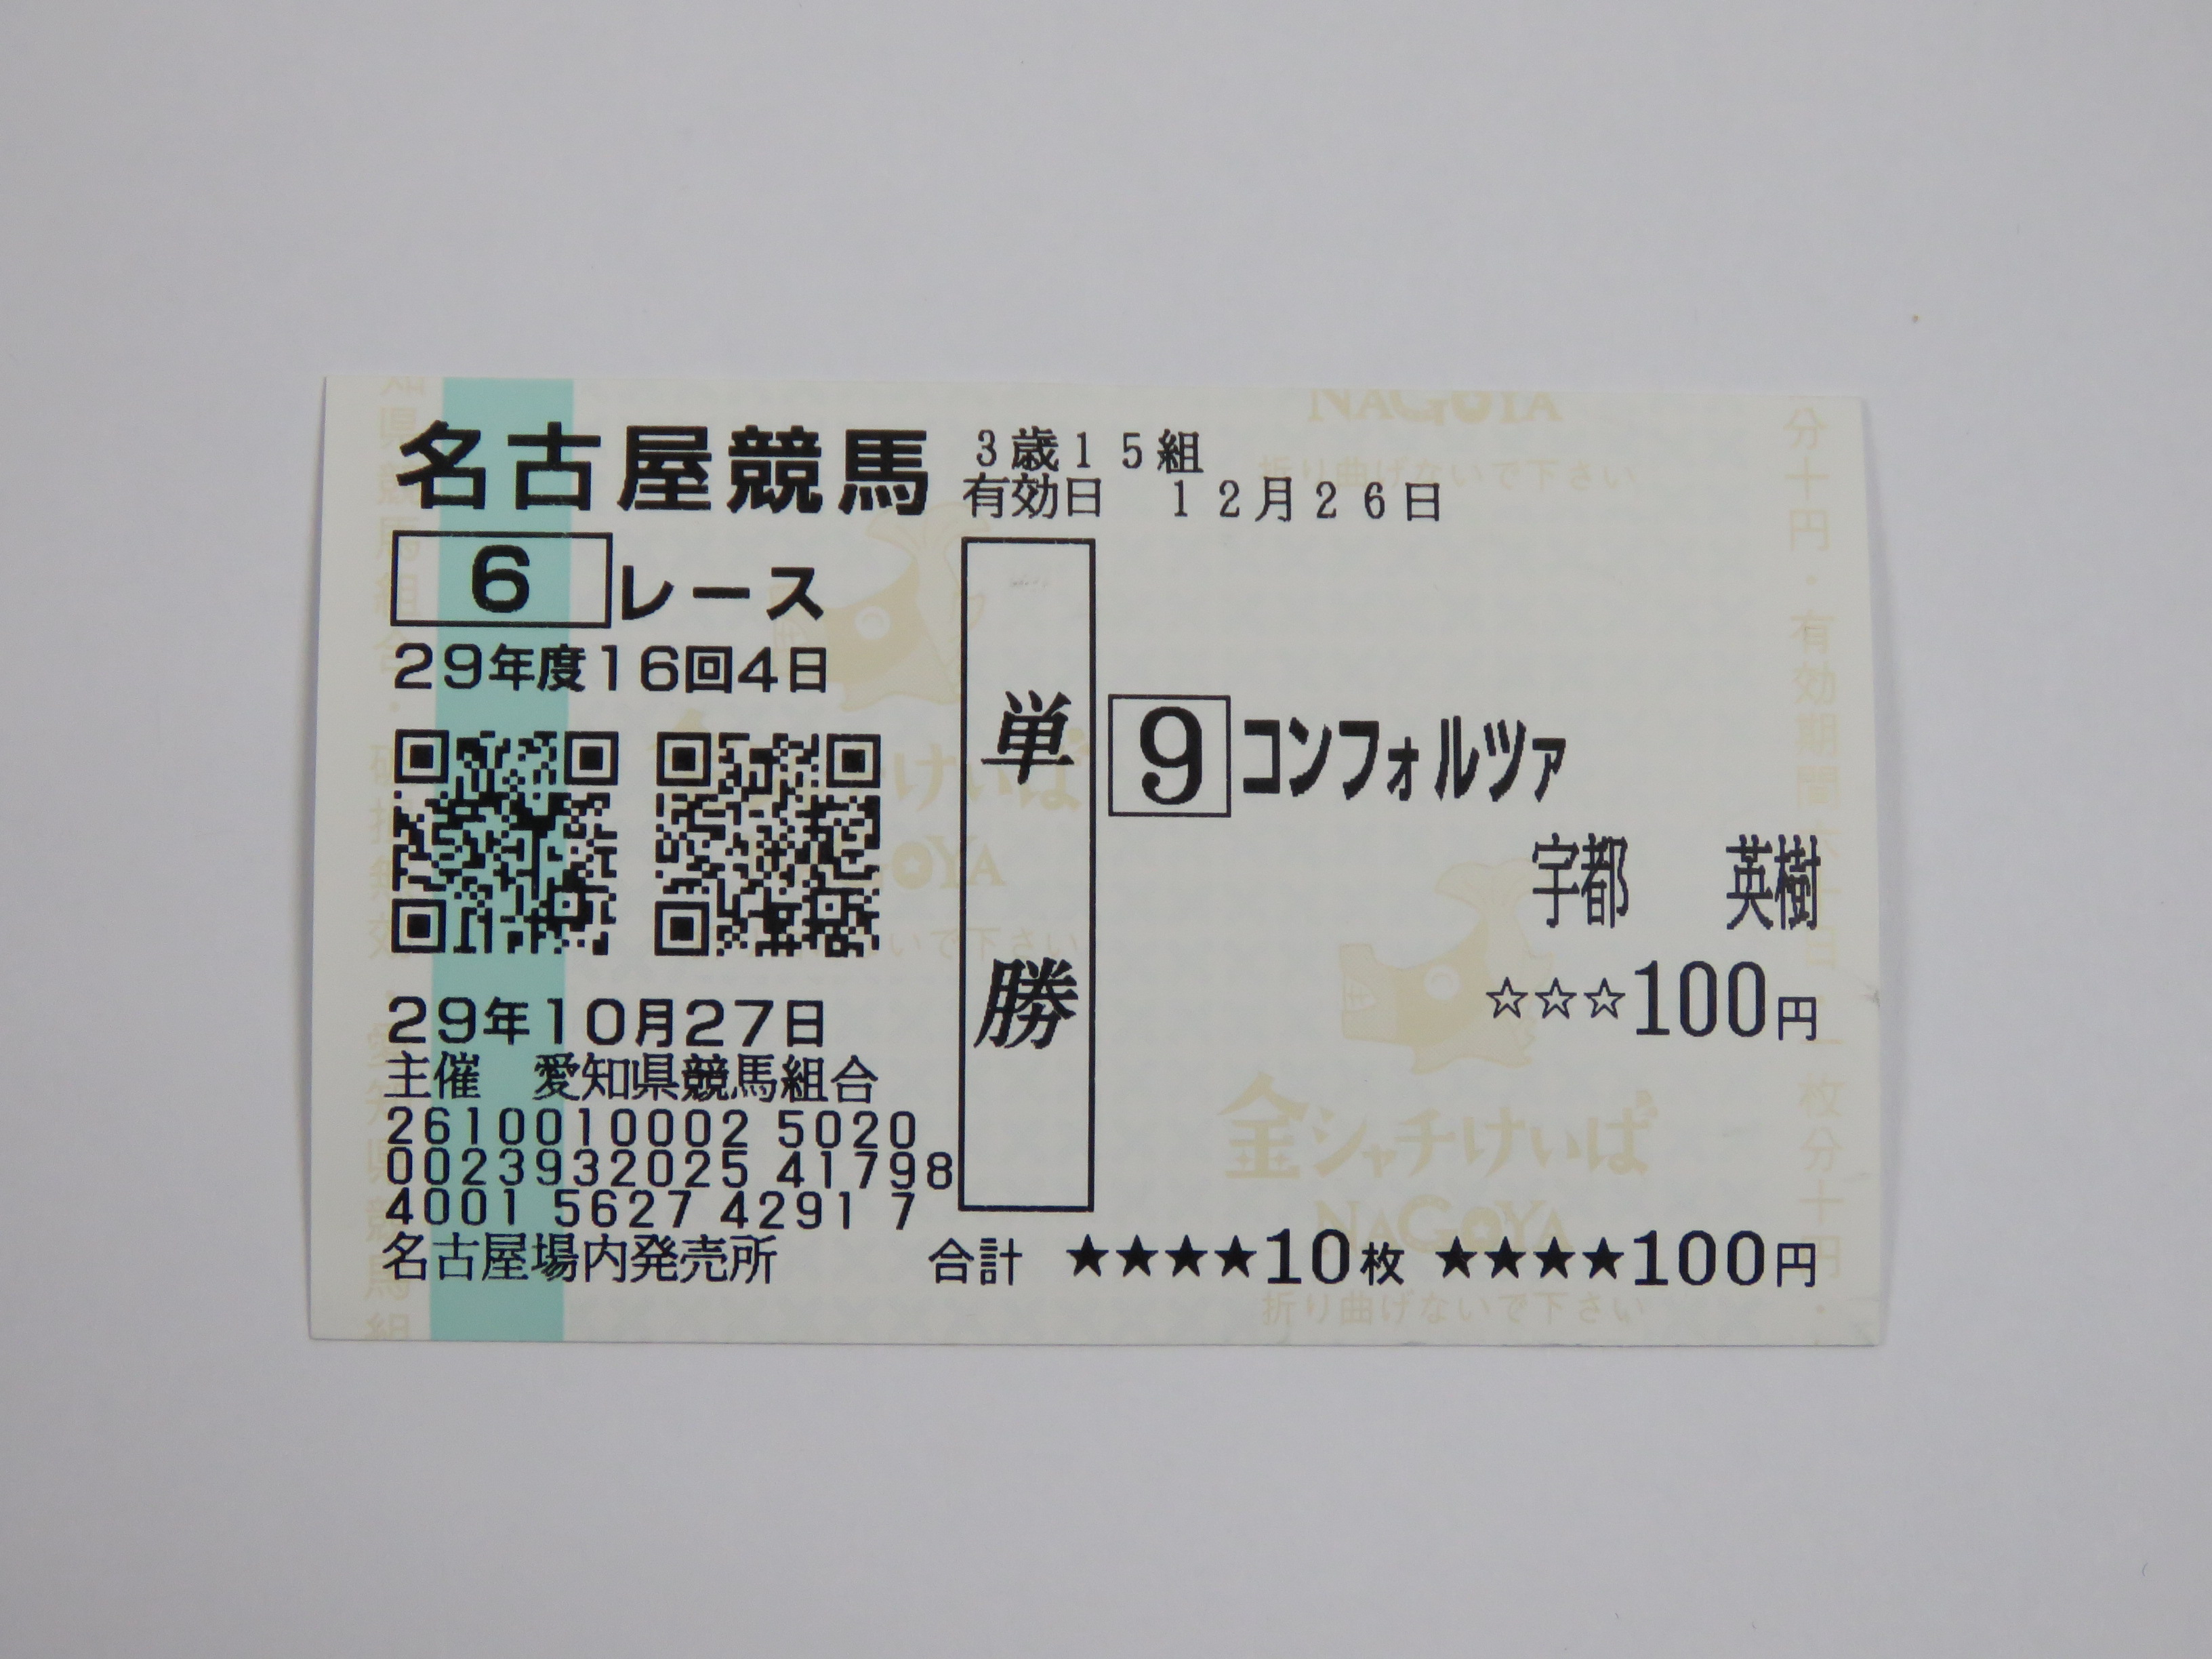 名古屋競馬
3歳15組
有効日 12月26日
6 レース
29年度16回4日
単勝
9 コンフォルツァ
宇都 英樹
☆☆☆100円
29年10月27日
主催 愛知県競馬組合
2610010002 5020
0023932025 41798
4001 5627 4291 7
名古屋場内発売所
合計 ★★★★10枚 ★★★★100円
NAGOYA
折り曲げないで下さい
金シャチけいば
NAGOYA
折り曲げないで下さい